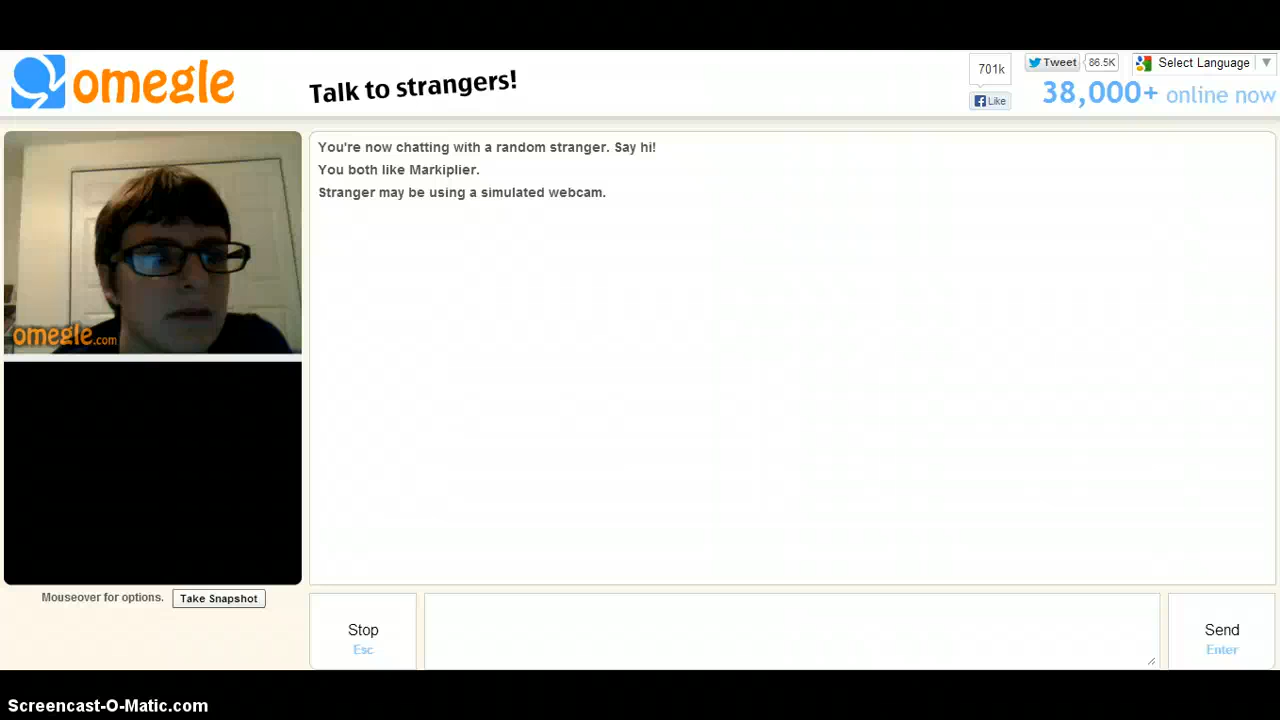 omegle
Talk to strangers!
701k
Like
Tweet
86.5K
Select Language
38,000+ online now
You're now chatting with a random stranger. Say hi!
You both like Markiplier.
Stranger may be using a simulated webcam.
omegle.com
Mouseover for options.
Take Snapshot
Stop
Esc
Send
Enter
Screencast-O-Matic.com